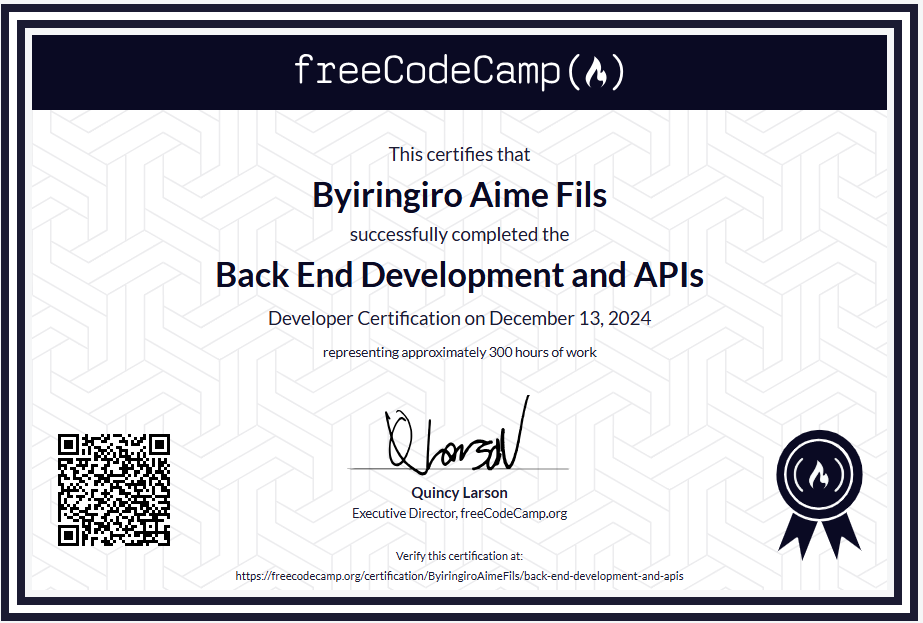 freeCodeCamp
This certifies that
Byiringiro Aime Fils
successfully completed the
Back End Development and APIs
Developer Certification on December 13, 2024
representing approximately 300 hours of work
Quincy Larson
Executive Director, freeCodeCamp.org
Verify this certification at:
https://freecodecamp.org/certification/ByiringiroAimeFils/back-end-development-and-apis